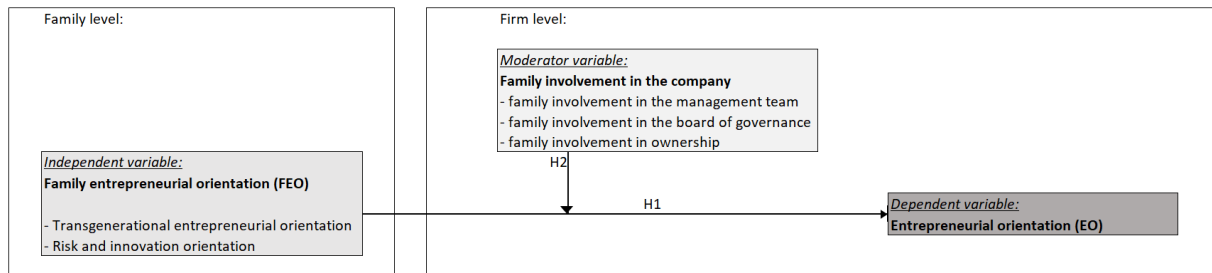 Family level:
Firm level:
Moderator variable:
Family involvement in the company
- family involvement in the management team
- family involvement in the board of governance
- family involvement in ownership
H2
Independent variable:
Family entrepreneurial orientation (FEO)
- Transgenerational entrepreneurial orientation
- Risk and innovation orientation
H1
Dependent variable:
Entrepreneurial orientation (EO)